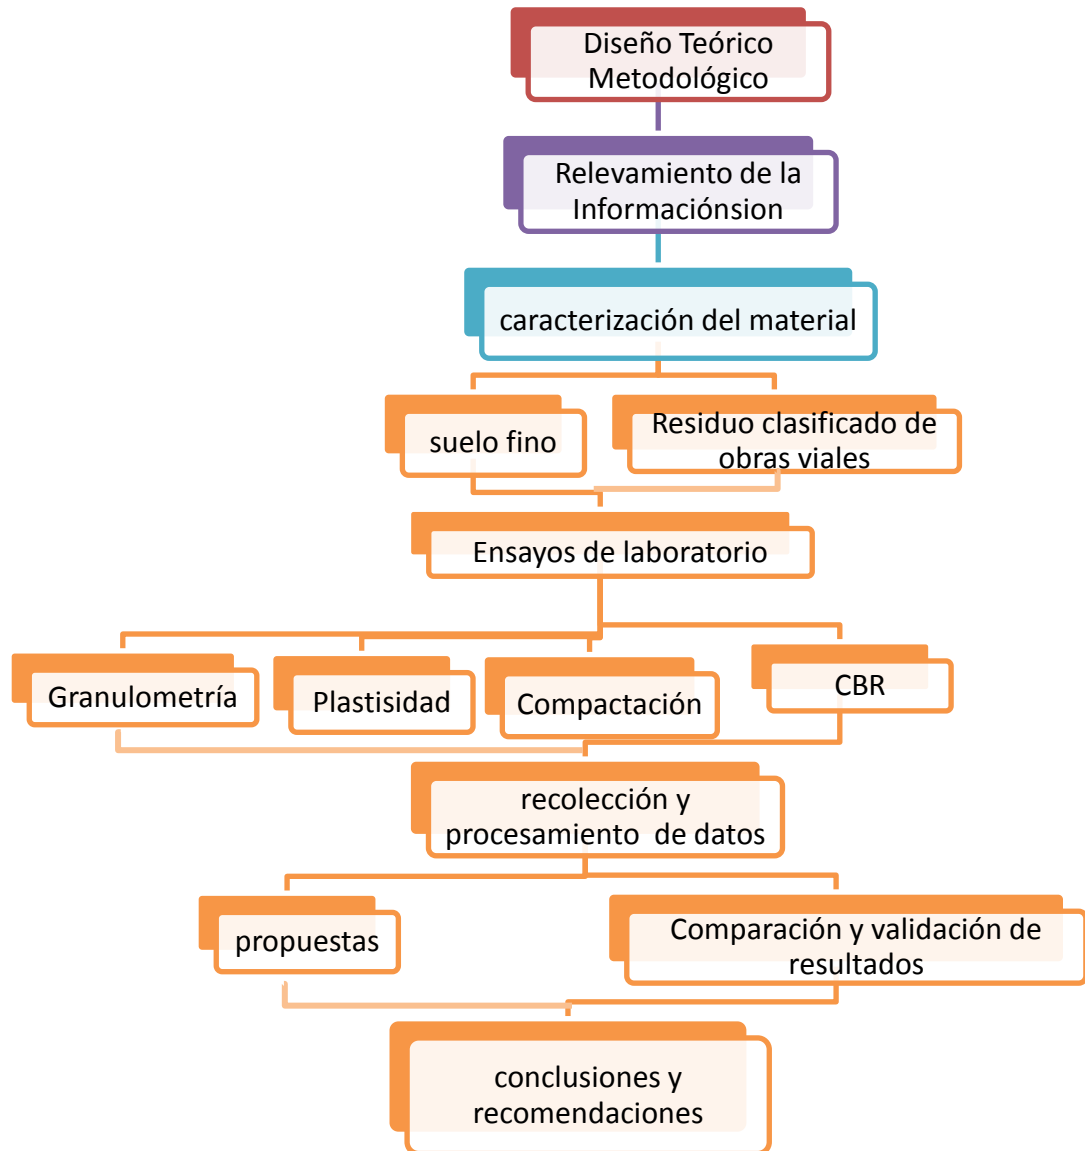 Diseño Teórico
Metodológico
Relevamiento de la
Informaciónsion
caracterización del material
suelo fino
Residuo clasificado de
obras viales
Ensayos de laboratorio
Granulometría
Plastisidad
Compactación
CBR
recolección y
procesamiento de datos
propuestas
Comparación y validación de
resultados
conclusiones y
recomendaciones